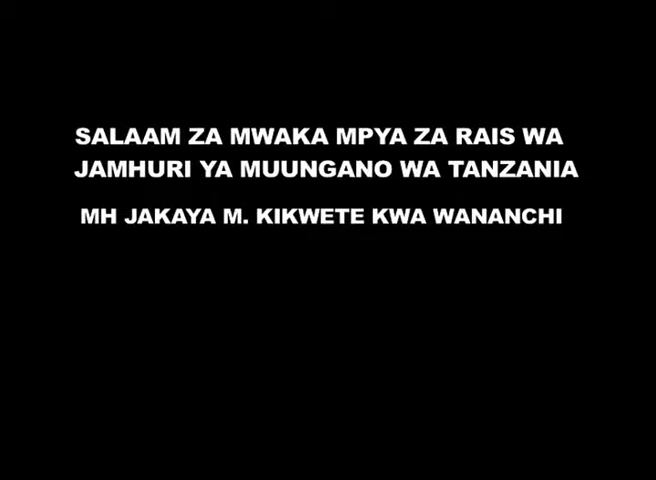 SALAAM ZA MWAKA MPYA ZA RAIS WA
JAMHURI YA MUUNGANO WA TANZANIA
MH JAKAYA M. KIKWETE KWA WANANCHI